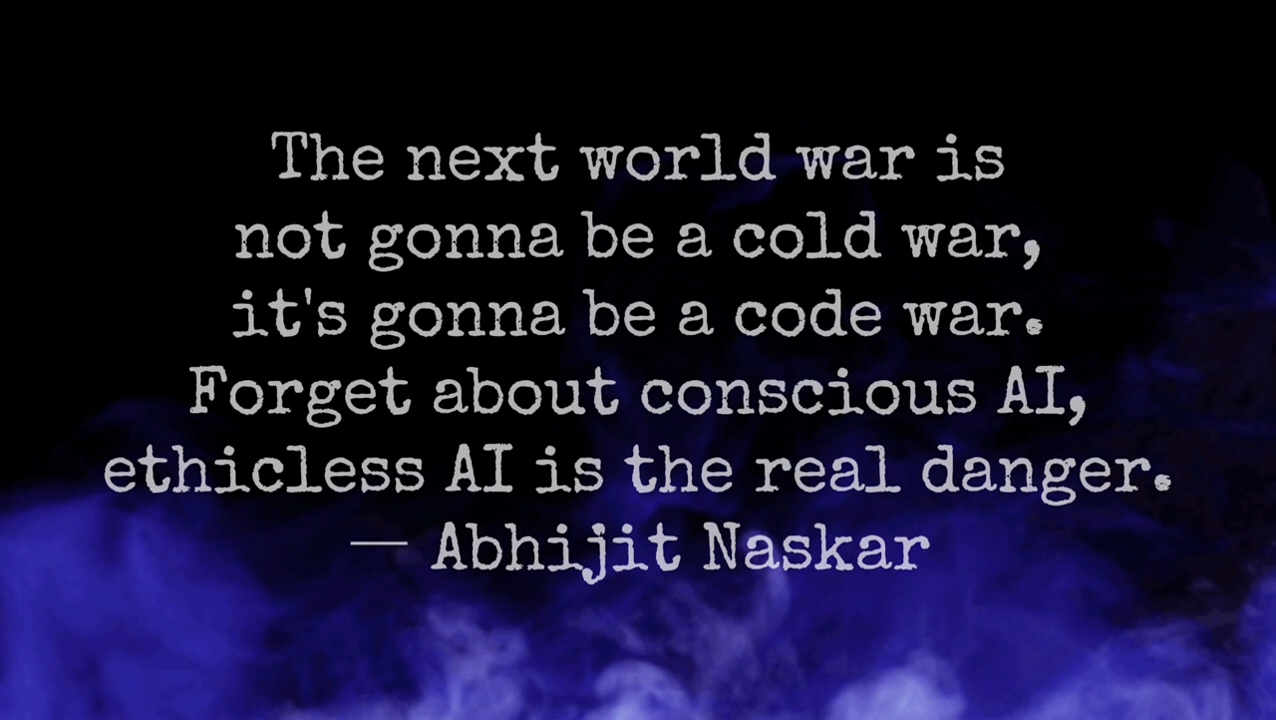 The next world war is
not gonna be a cold war,
it's gonna be a code war.
Forget about conscious AI,
ethicless AI is the real danger.
— Abhijit Naskar